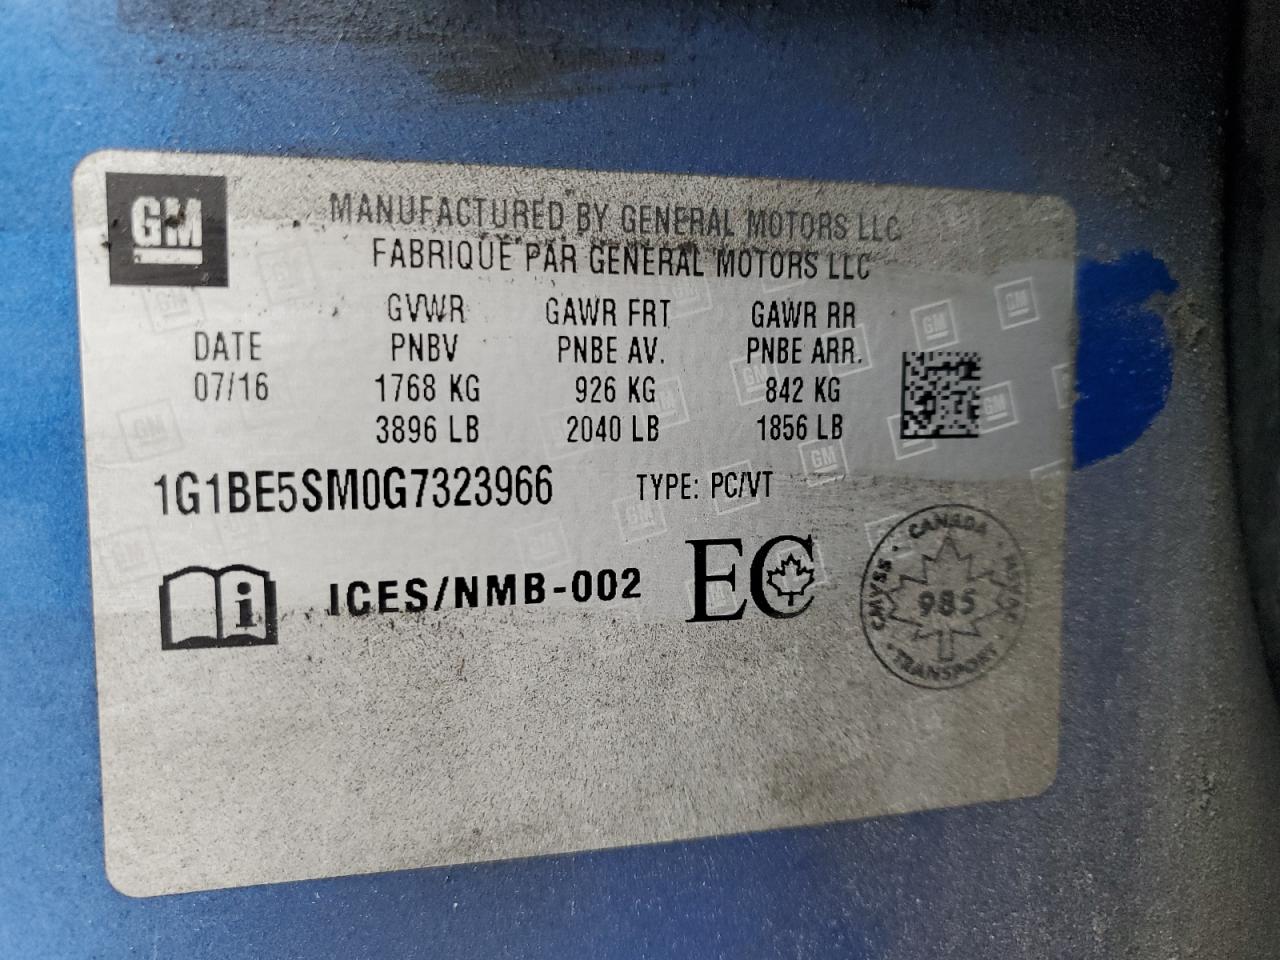 GM
MANUFACTURED BY GENERAL MOTORS LLC
FABRIQUÉ PAR GENERAL MOTORS LLC
DATE
07/16
GVWR
PNBV
1768 KG
3896 LB
GAWR FRT
PNBE AV.
926 KG
2040 LB
GAWR RR
PNBE ARR.
842 KG
1856 LB
1G1BE5SM0G7323966
TYPE: PC/VT
i
ICES/NMB-002
EC
CANADA
CMVSS
NSVAC
985
TRANSPORT